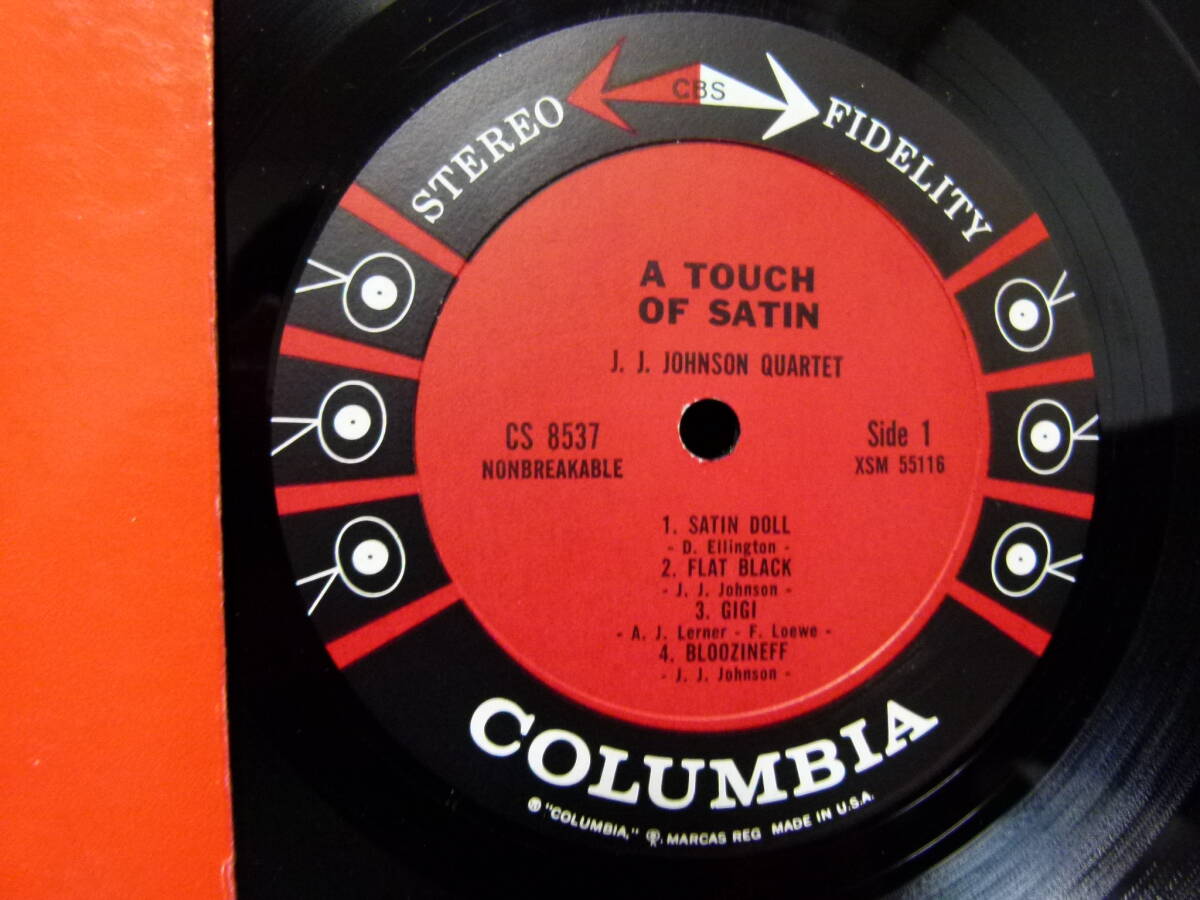 CBS
STEREO FIDELITY
A TOUCH
OF SATIN
J. J. JOHNSON QUARTET
CS 8537
NONBREAKABLE
Side 1
XSM 55116
1. SATIN DOLL
- D. Ellington -
2. FLAT BLACK
- J. J. Johnson -
3. GIGI
- A. J. Lerner - F. Loewe -
4. BLOOZINEFF
- J. J. Johnson -
COLUMBIA
® "COLUMBIA," MARCAS REG MADE IN U.S.A.